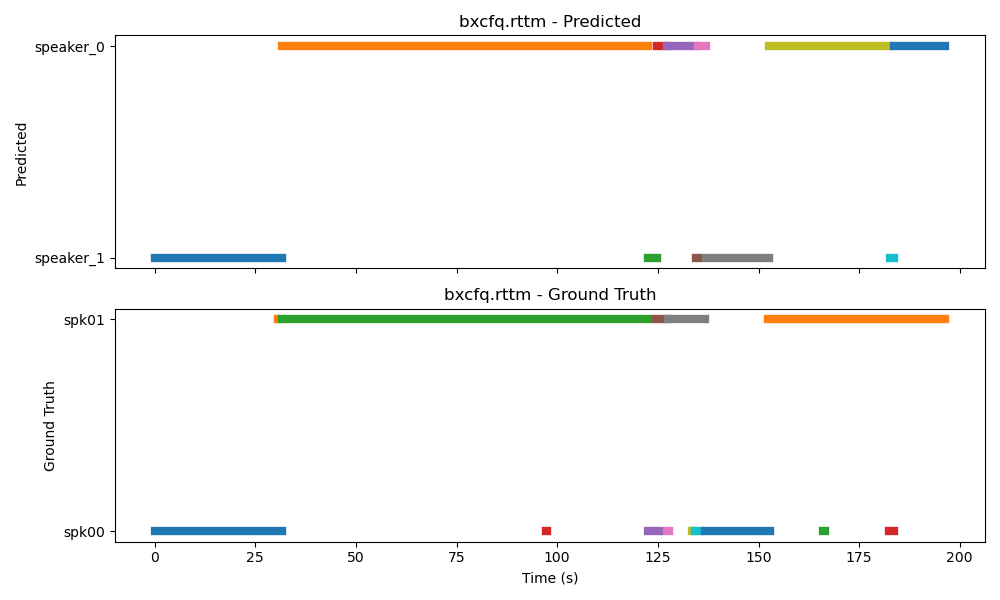 bxcfq.rttm - Predicted
speaker_0
Predicted
speaker_1
bxcfq.rttm - Ground Truth
spk01
Ground Truth
spk00
0 25 50 75 100 125 150 175 200
Time (s)